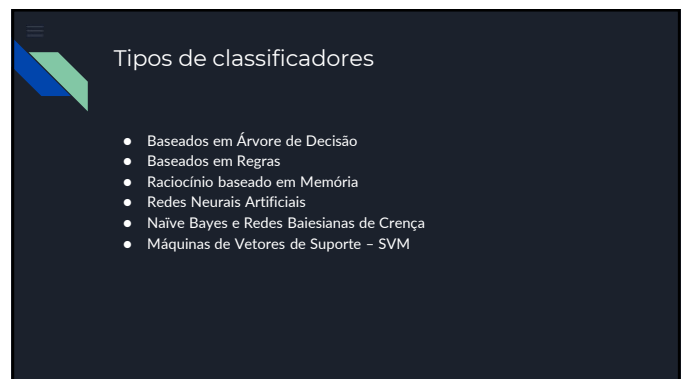 Tipos de classificadores
● Baseados em Árvore de Decisão
● Baseados em Regras
● Raciocínio baseado em Memória
● Redes Neurais Artificiais
● Naïve Bayes e Redes Baiesianas de Crença
● Máquinas de Vetores de Suporte – SVM